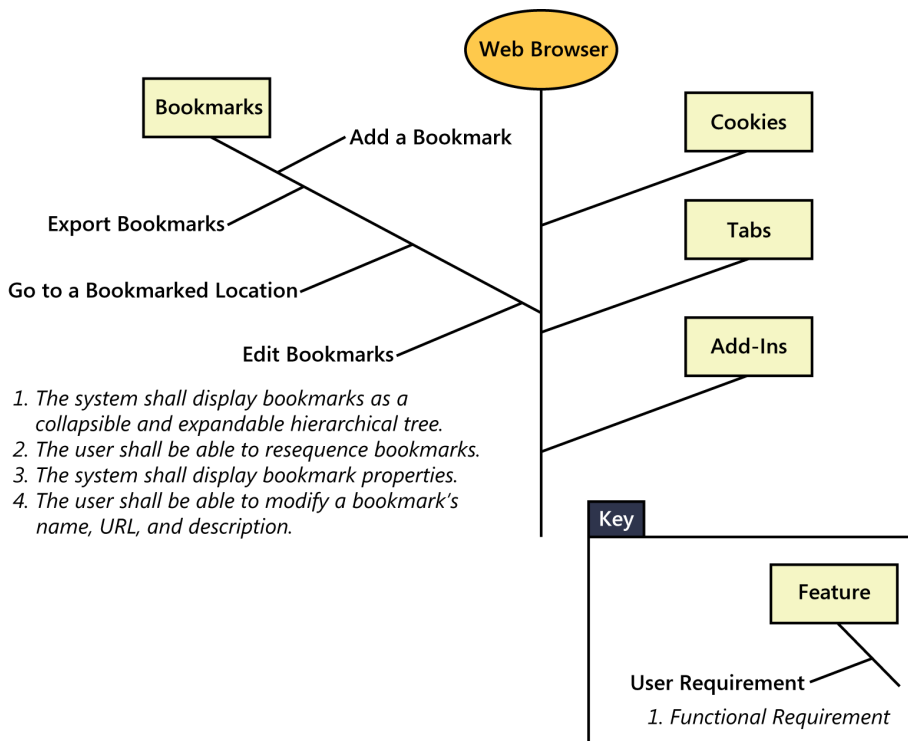 Web Browser
Bookmarks
Cookies
Add a Bookmark
Export Bookmarks
Tabs
Go to a Bookmarked Location
Add-Ins
Edit Bookmarks
1. The system shall display bookmarks as a
collapsible and expandable hierarchical tree.
2. The user shall be able to resequence bookmarks.
3. The system shall display bookmark properties.
4. The user shall be able to modify a bookmark’s
name, URL, and description.
Key
Feature
User Requirement
1. Functional Requirement